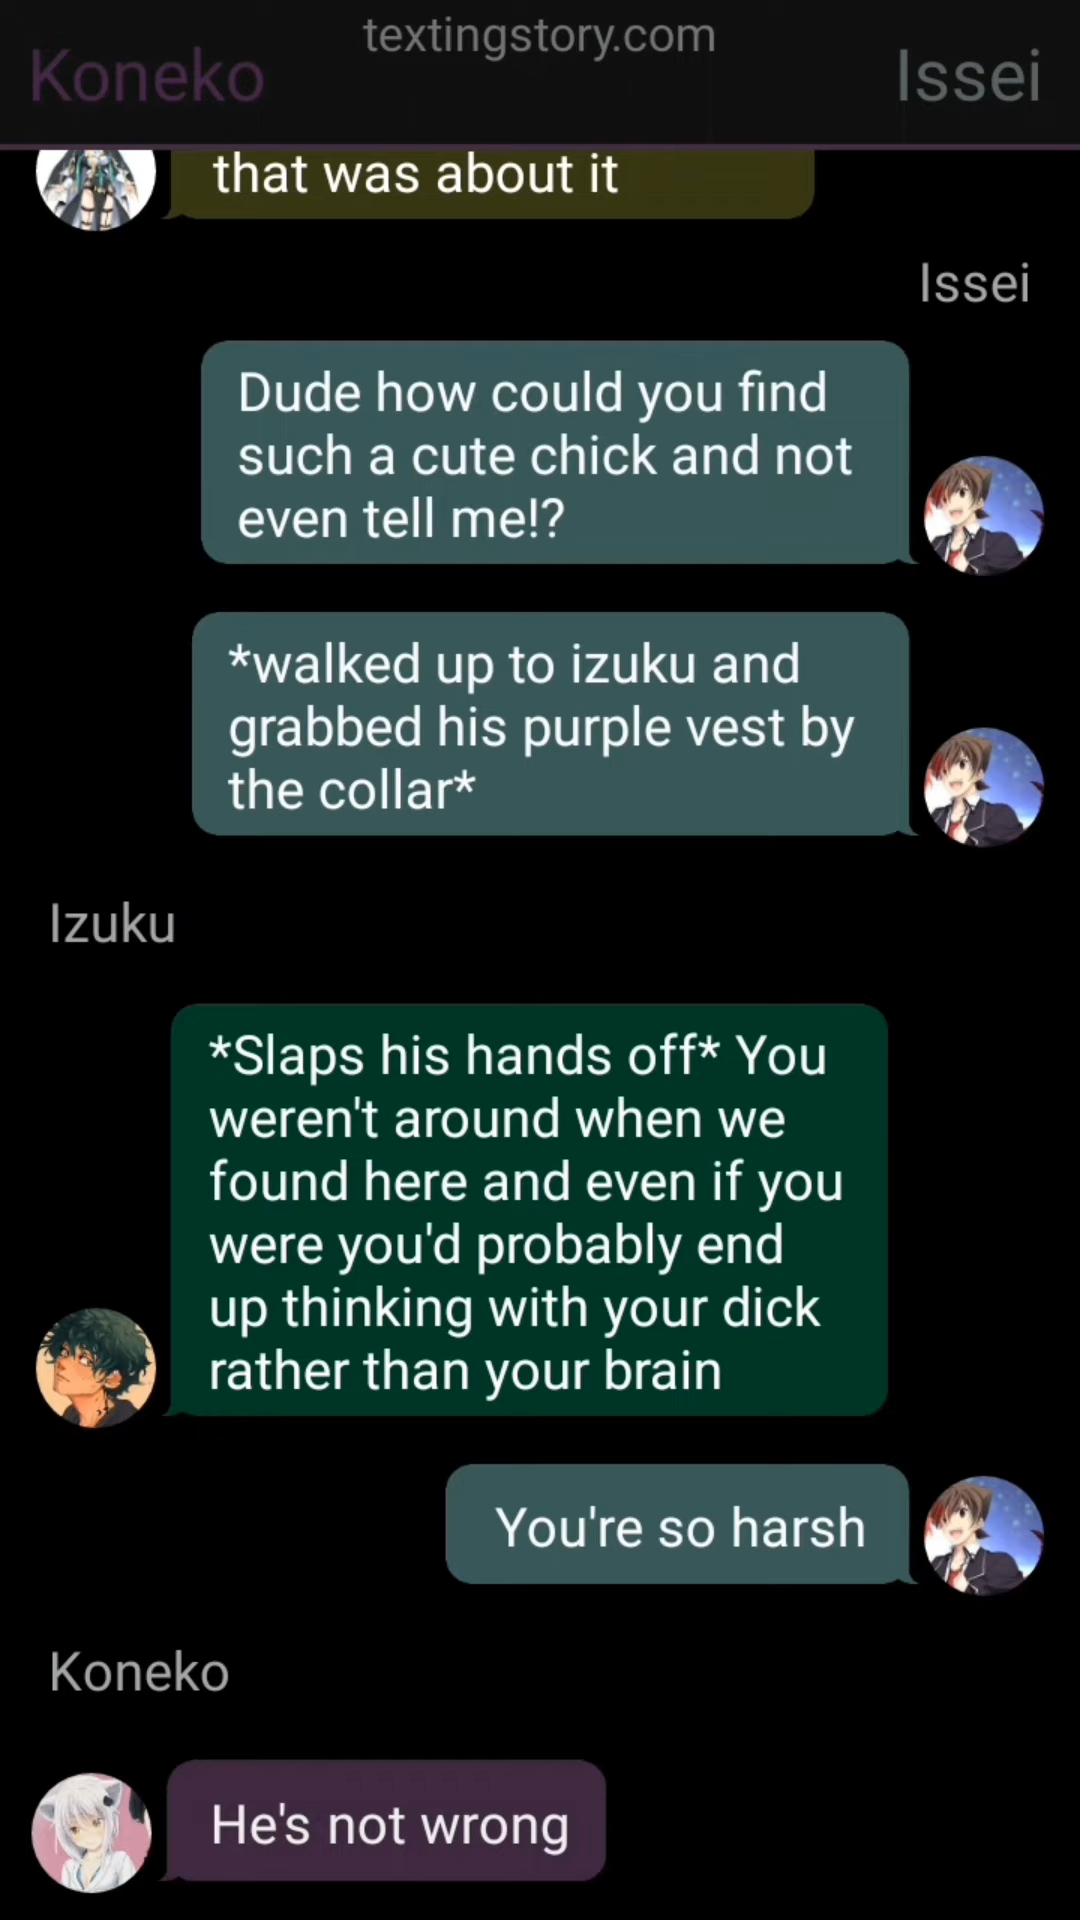 textingstory.com
Koneko
Issei
that was about it
Issei
Dude how could you find
such a cute chick and not
even tell me!?
*walked up to izuku and
grabbed his purple vest by
the collar*
Izuku
*Slaps his hands off* You
weren't around when we
found here and even if you
were you'd probably end
up thinking with your dick
rather than your brain
You're so harsh
Koneko
He's not wrong